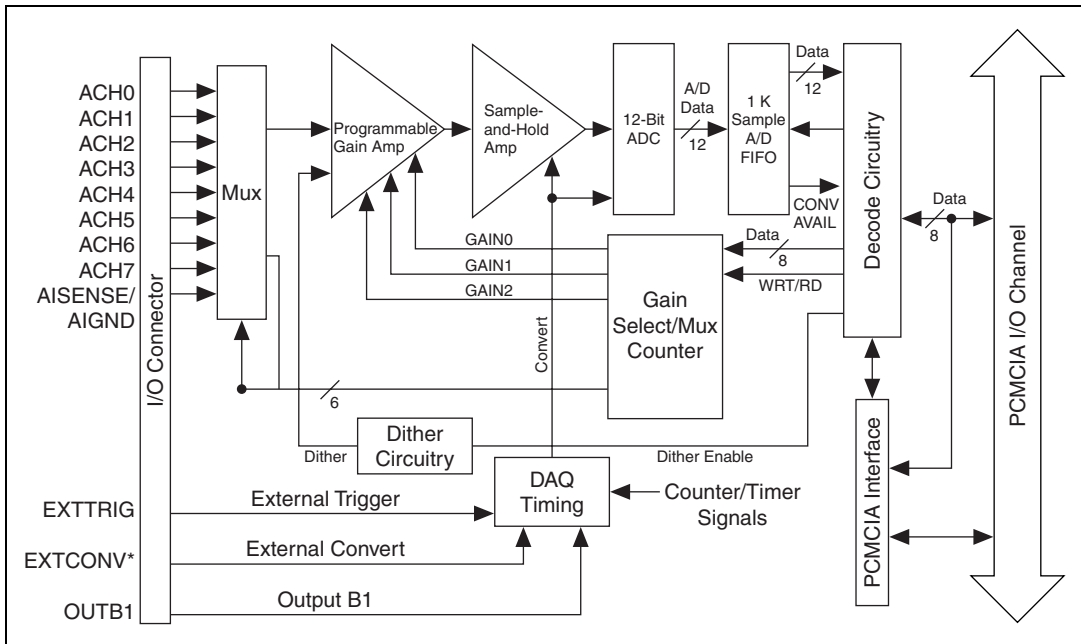 ACH0
ACH1
ACH2
ACH3
ACH4
ACH5
ACH6
ACH7
AISENSE/
AIGND
EXTTRIG
EXTCONV*
OUTB1
I/O Connector
Mux
Programmable
Gain Amp
Sample-
and-Hold
Amp
12-Bit
ADC
A/D
Data
12
1 K
Sample
A/D
FIFO
Data
12
CONV
AVAIL
Decode Circuitry
Data
8
PCMCIA I/O Channel
GAIN0
GAIN1
GAIN2
Gain
Select/Mux
Counter
Data
8
WRT/RD
Convert
6
Dither
Dither
Circuitry
Dither Enable
DAQ
Timing
Counter/Timer
Signals
PCMCIA Interface
External Trigger
External Convert
Output B1